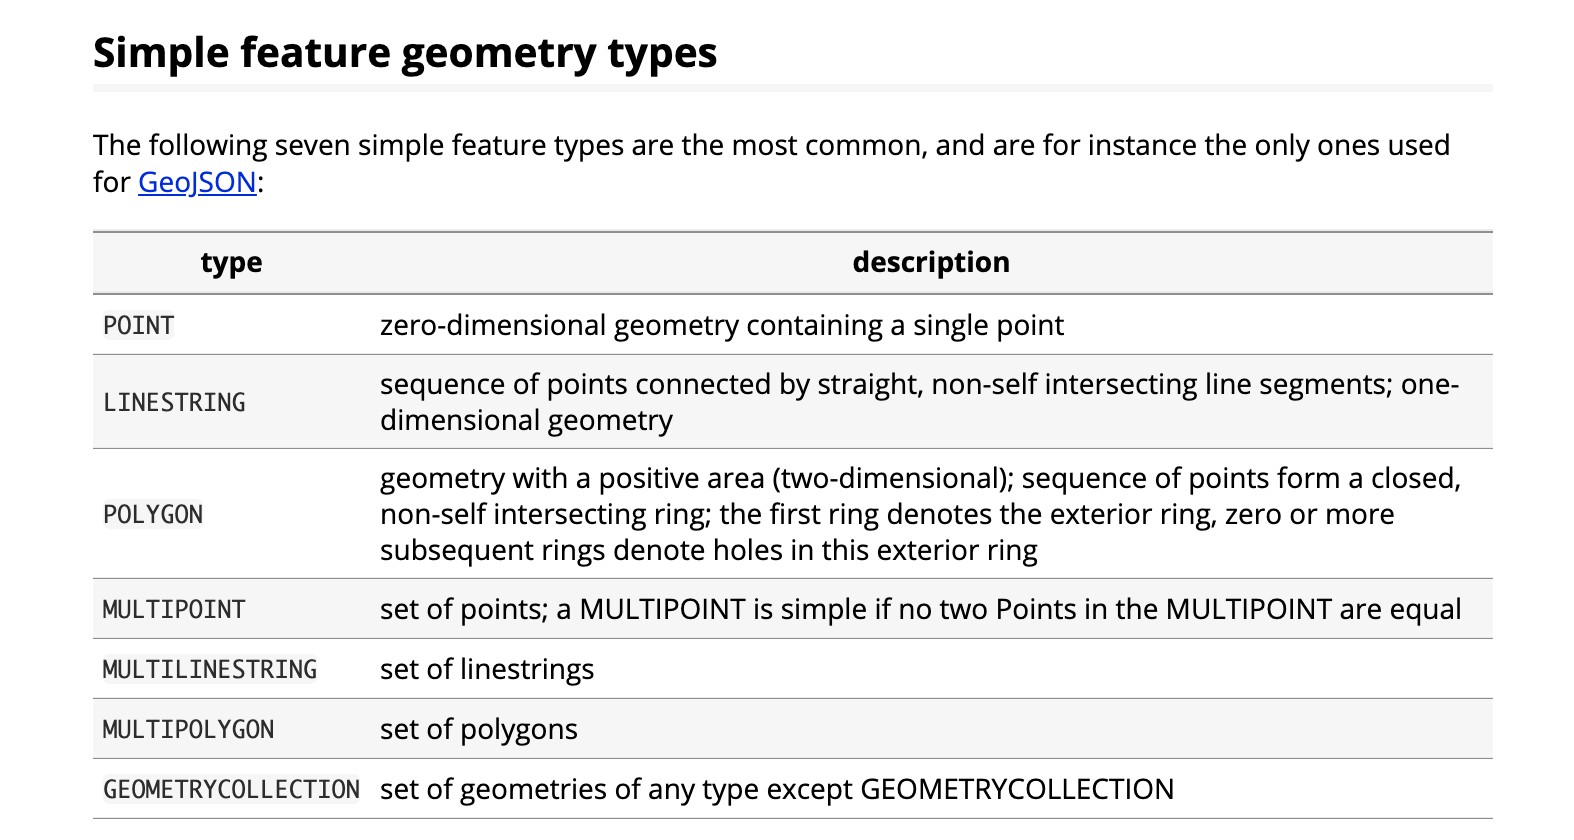 Simple feature geometry types
The following seven simple feature types are the most common, and are for instance the only ones used
for GeoJSON:
type description
POINT zero-dimensional geometry containing a single point
LINESTRING sequence of points connected by straight, non-self intersecting line segments; one-
dimensional geometry
POLYGON geometry with a positive area (two-dimensional); sequence of points form a closed,
non-self intersecting ring; the first ring denotes the exterior ring, zero or more
subsequent rings denote holes in this exterior ring
MULTIPOINT set of points; a MULTIPOINT is simple if no two Points in the MULTIPOINT are equal
MULTILINESTRING set of linestrings
MULTIPOLYGON set of polygons
GEOMETRYCOLLECTION set of geometries of any type except GEOMETRYCOLLECTION